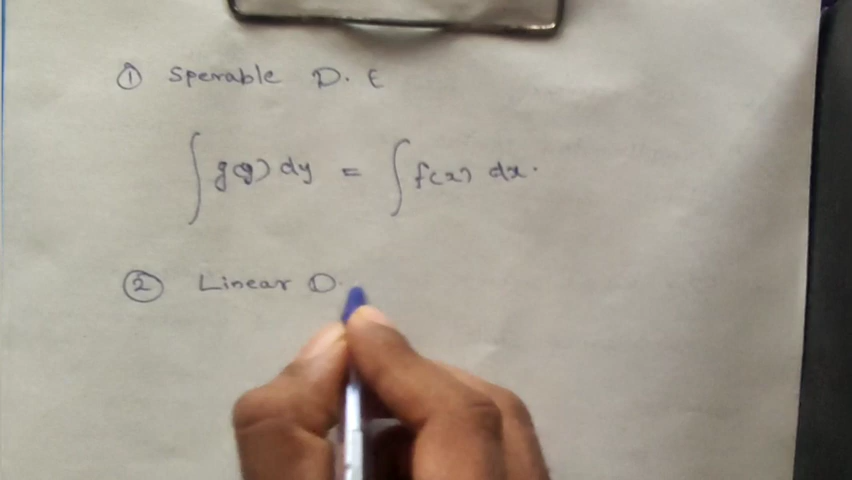 ① Sperable D. E
∫ g(y) dy = ∫ f(x) dx.
② Linear D.